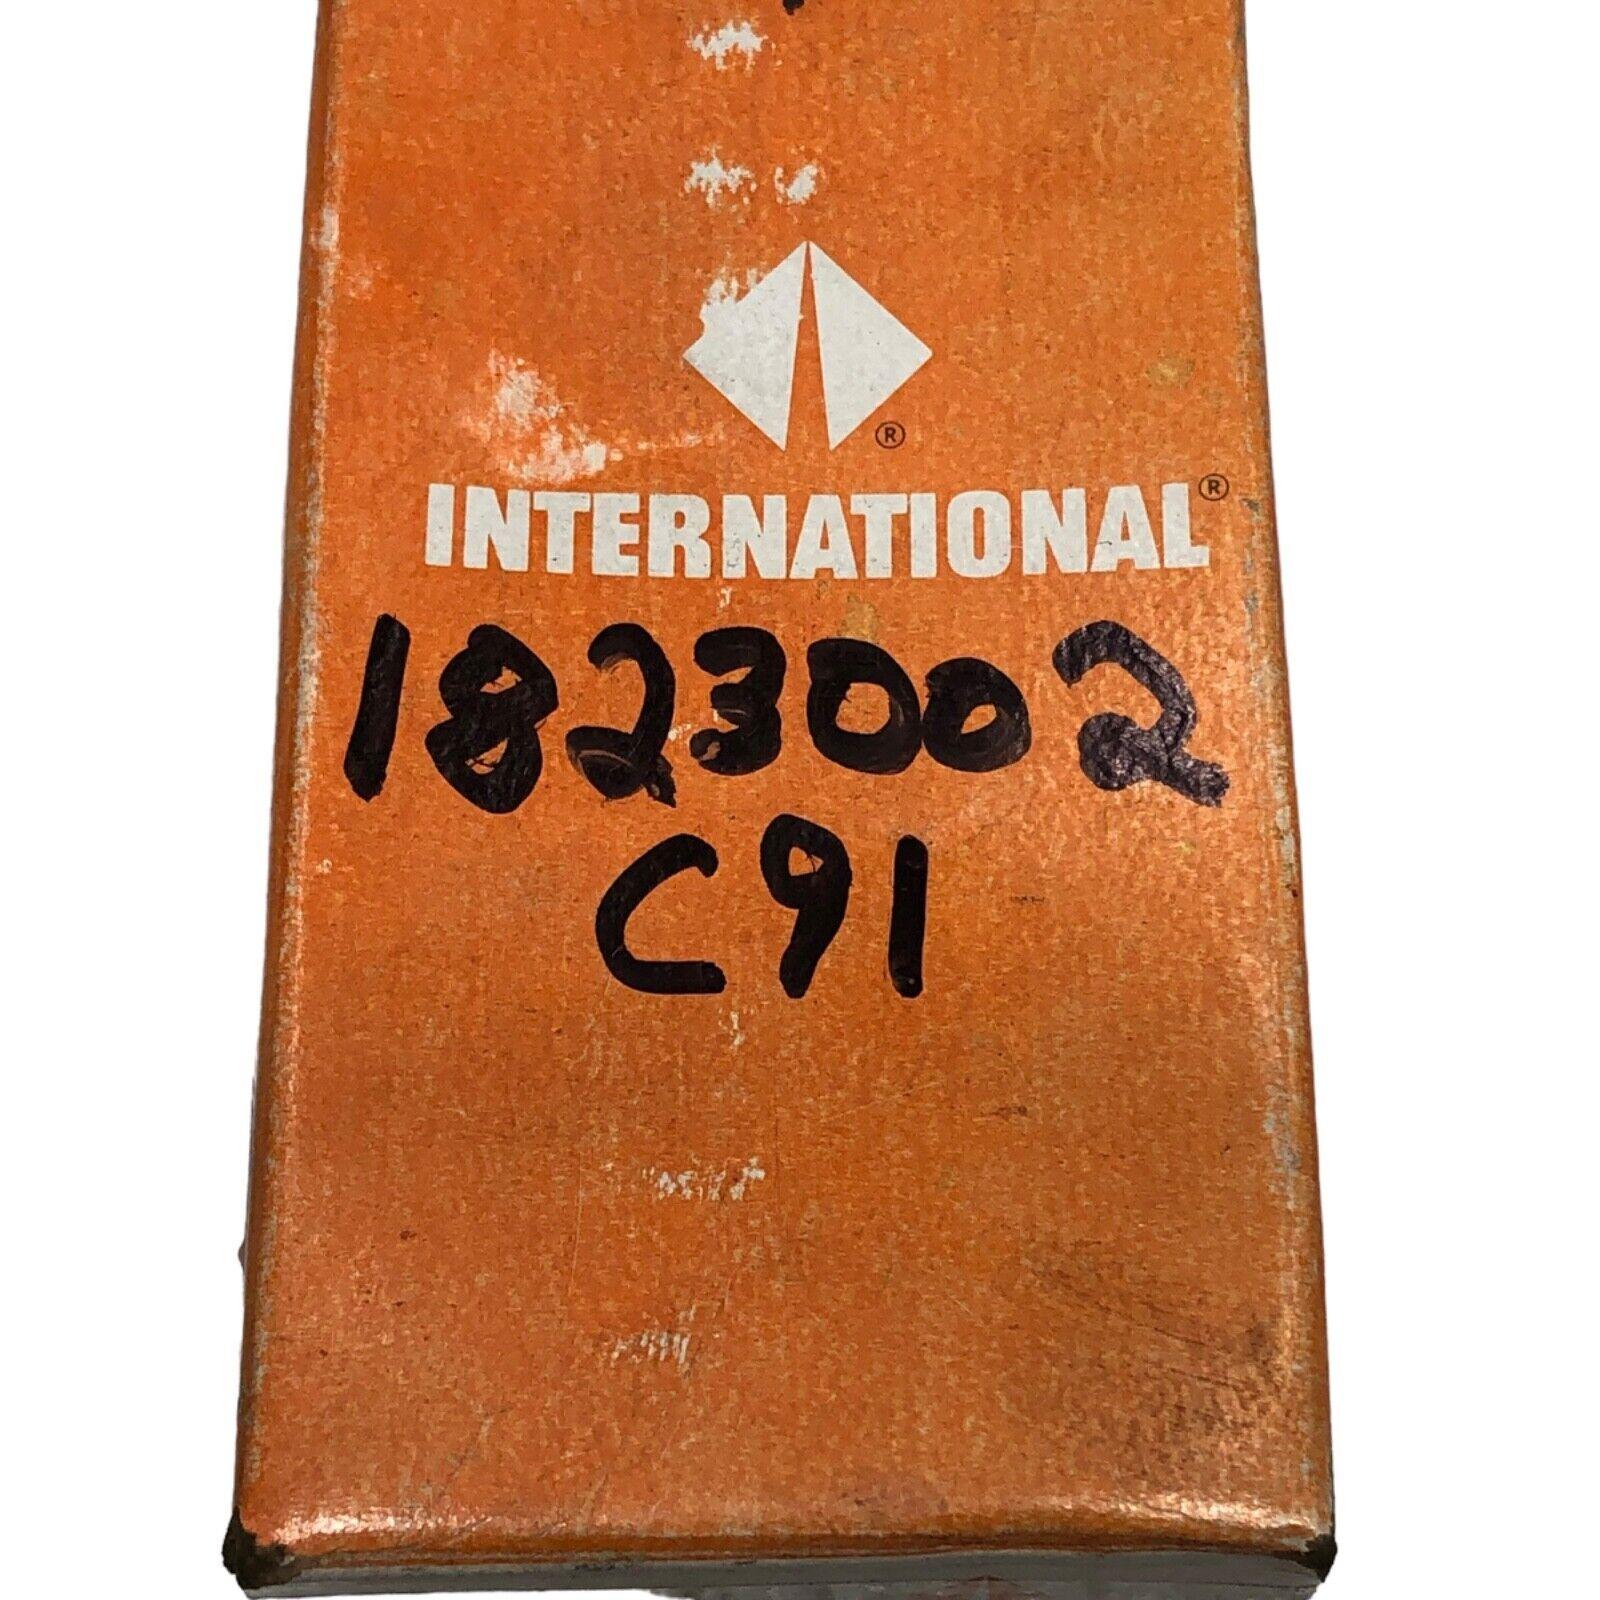 ®
INTERNATIONAL®
1823002
C91